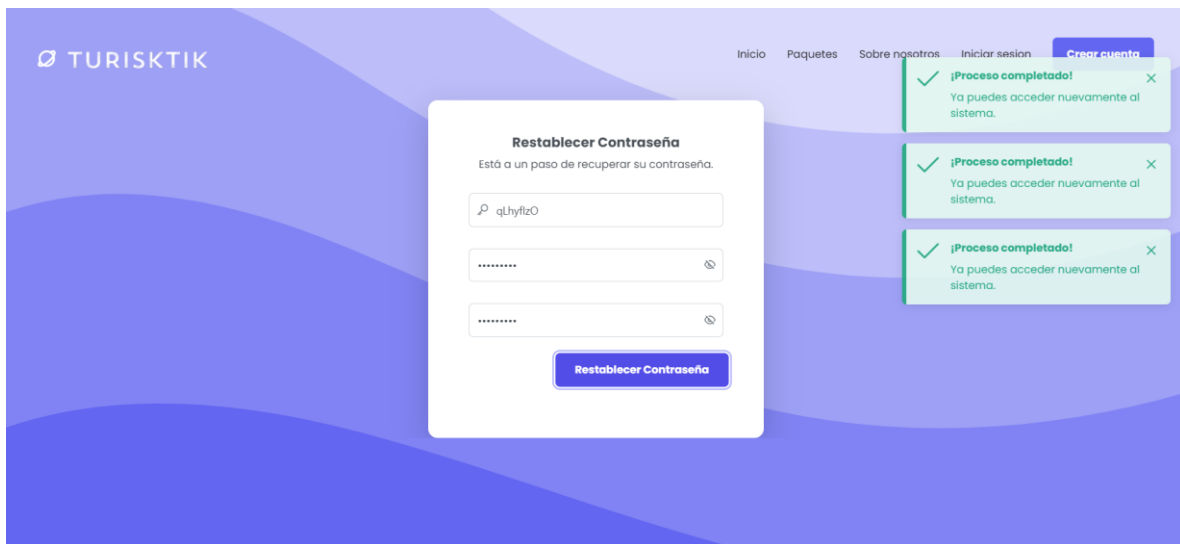 TURISKTIK
Inicio Paquetes Sobre nosotros Iniciar sesion Crear cuenta
Restablecer Contraseña
Está a un paso de recuperar su contraseña.
qLhyflzO
Restablecer Contraseña
¡Proceso completado!
Ya puedes acceder nuevamente al
sistema.
¡Proceso completado!
Ya puedes acceder nuevamente al
sistema.
¡Proceso completado!
Ya puedes acceder nuevamente al
sistema.